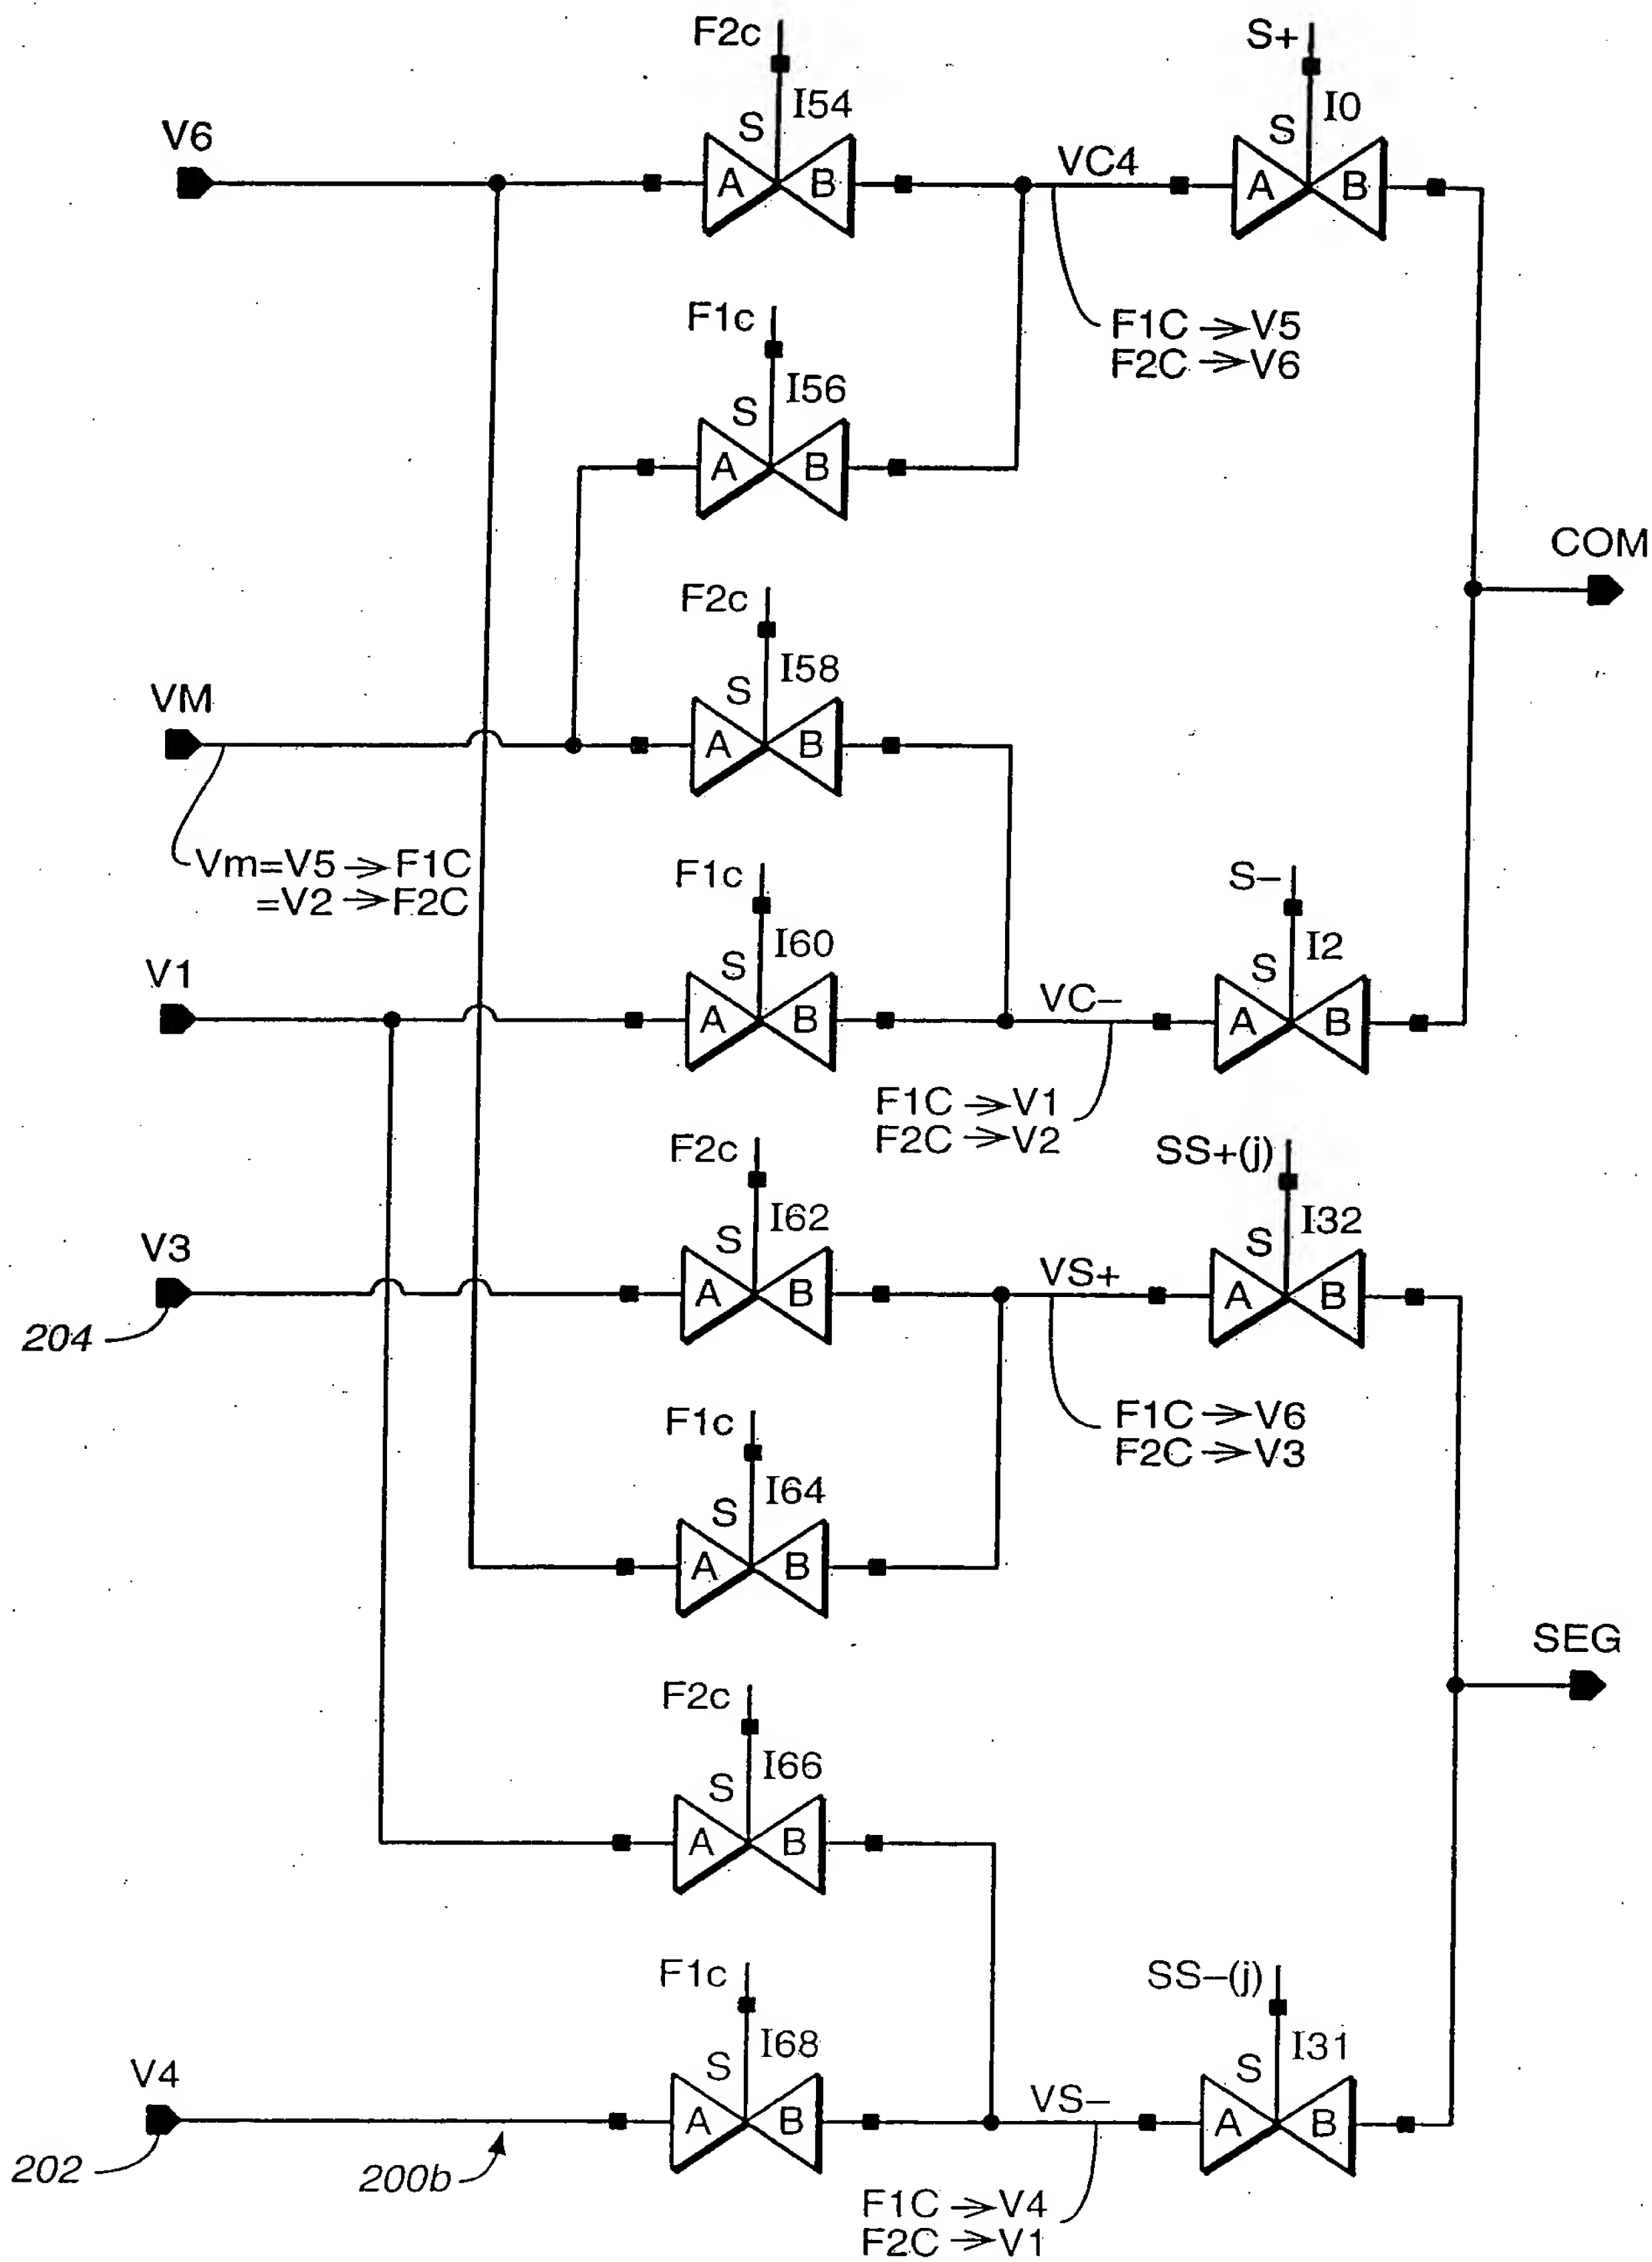 F2c
S+
I54
I0
V6
S
S
A
B
VC4
A
B
F1c
F1C → V5
F2C → V6
I56
S
A
B
COM
F2c
I58
VM
S
A
B
Vm=V5 → F1C
=V2 → F2C
F1c
S−
I60
I2
V1
S
S
A
B
VC−
A
B
F1C → V1
F2C → V2
F2c
SS+(j)
I62
I32
V3
S
S
A
B
VS+
A
B
204
F1c
F1C → V6
F2C → V3
I64
S
A
B
SEG
F2c
I66
S
A
B
F1c
SS−(j)
I68
I31
V4
S
S
A
B
VS−
A
B
202
200b
F1C → V4
F2C → V1